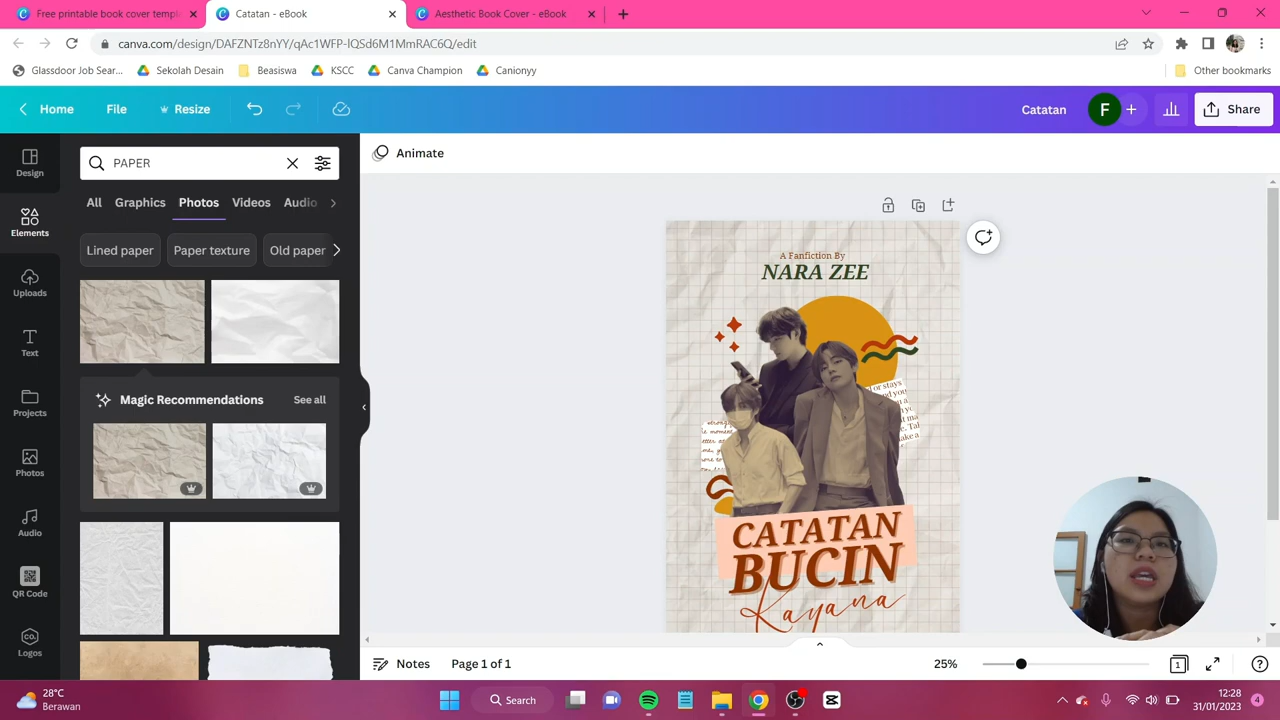 Free printable book cover templ
Catatan - eBook
Aesthetic Book Cover - eBook
canva.com/design/DAFZNTz8nYY/qAc1WFP-lQSd6M1MmRAC6Q/edit
Glassdoor Job Sear...
Sekolah Desain
Beasiswa
KSCC
Canva Champion
Canionyy
Other bookmarks
Home
File
Resize
Catatan
F
Share
Design
Elements
Uploads
Text
Projects
Photos
Audio
QR Code
Logos
PAPER
All
Graphics
Photos
Videos
Audio
Lined paper
Paper texture
Old paper
Magic Recommendations
See all
Animate
A Fanfiction By
NARA ZEE
CATATAN
BUCIN
Kayana
Notes
Page 1 of 1
25%
1
28°C
Berawan
Search
12:28
31/01/2023
4